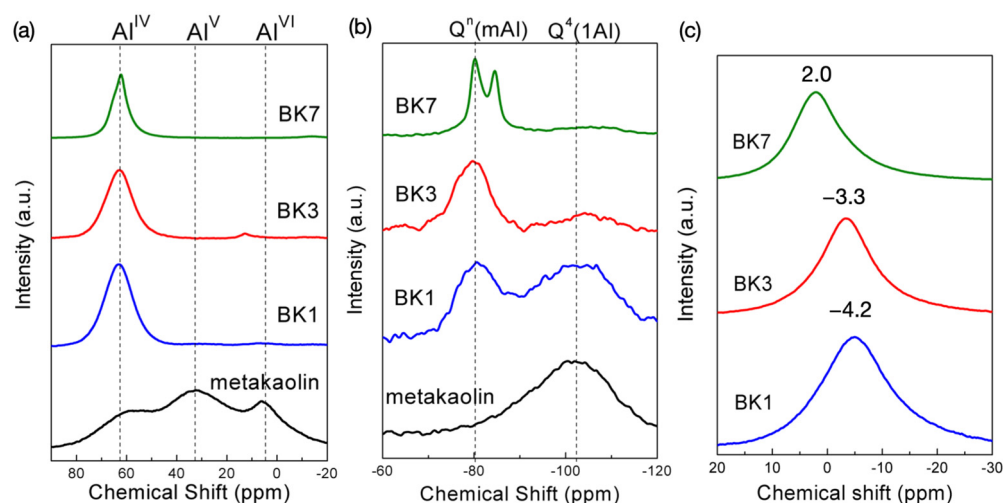 (a)
Al^IV Al^V Al^VI
BK7
BK3
BK1
metakaolin
Intensity (a.u.)
80 60 40 20 0 -20
Chemical Shift (ppm)
(b)
Q^n(mAl) Q^4(1Al)
BK7
BK3
BK1
metakaolin
Intensity (a.u.)
-60 -80 -100 -120
Chemical Shift (ppm)
(c)
2.0
BK7
−3.3
BK3
−4.2
BK1
Intensity (a.u.)
20 10 0 -10 -20 -30
Chemical shift (ppm)